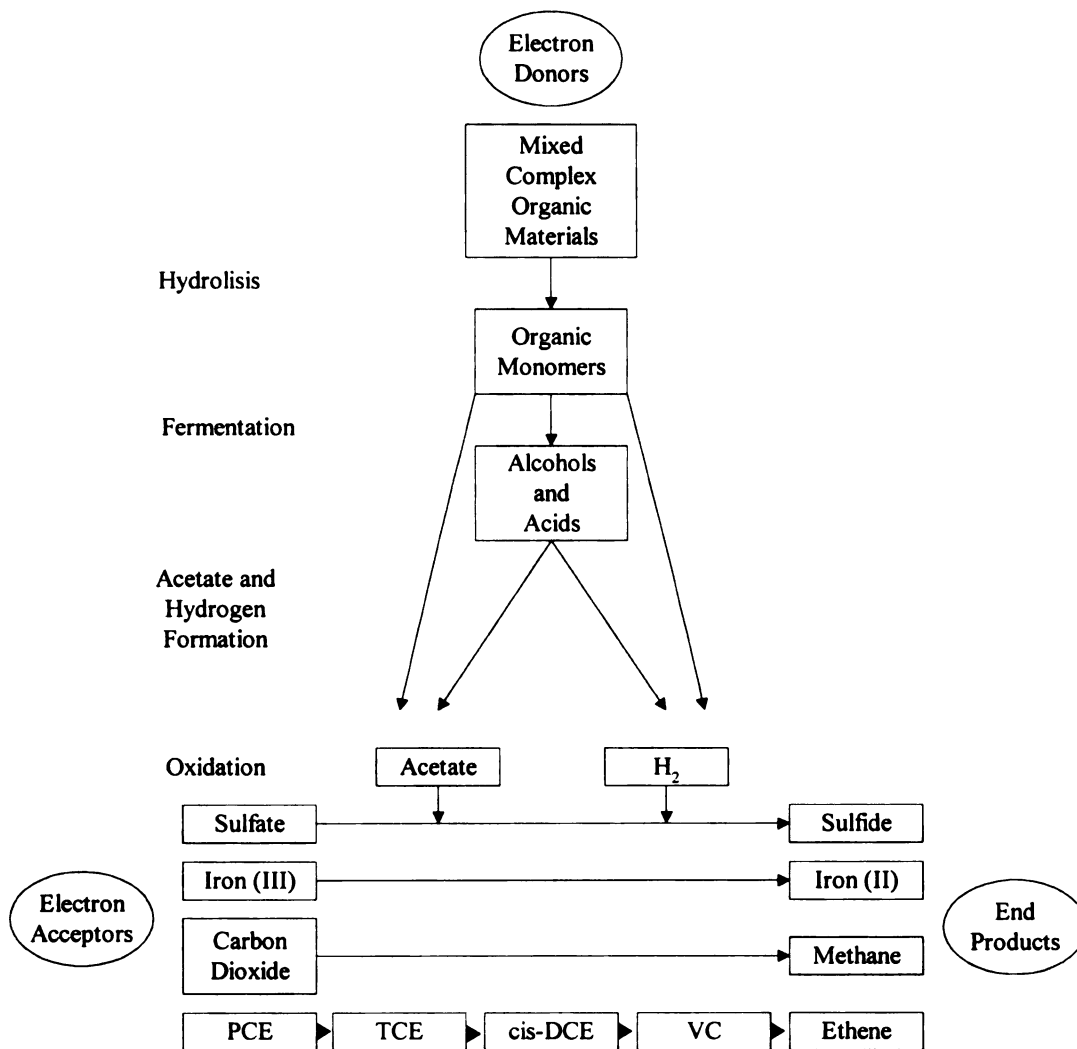 Electron
Donors
Mixed
Complex
Organic
Materials
Hydrolisis
Organic
Monomers
Fermentation
Alcohols
and
Acids
Acetate and
Hydrogen
Formation
Oxidation
Acetate
H₂
Sulfate
Sulfide
Iron (III)
Iron (II)
Electron
Acceptors
End
Products
Carbon
Dioxide
Methane
PCE
TCE
cis-DCE
VC
Ethene